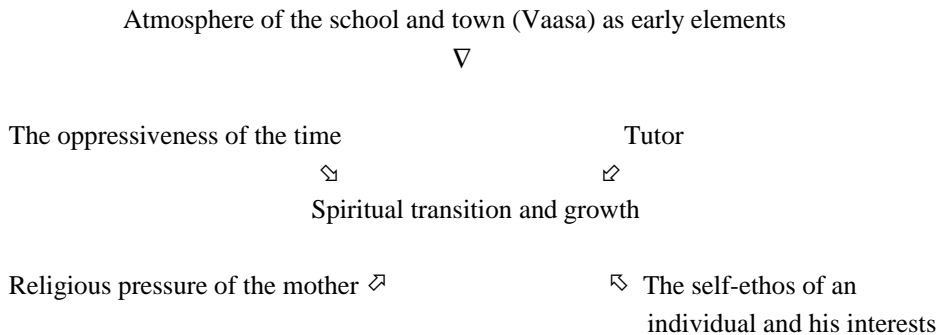 Atmosphere of the school and town (Vaasa) as early elements
∇
The oppressiveness of the time Tutor
⬂ ⬃
Spiritual transition and growth
Religious pressure of the mother ⬀ ⬁ The self-ethos of an
individual and his interests